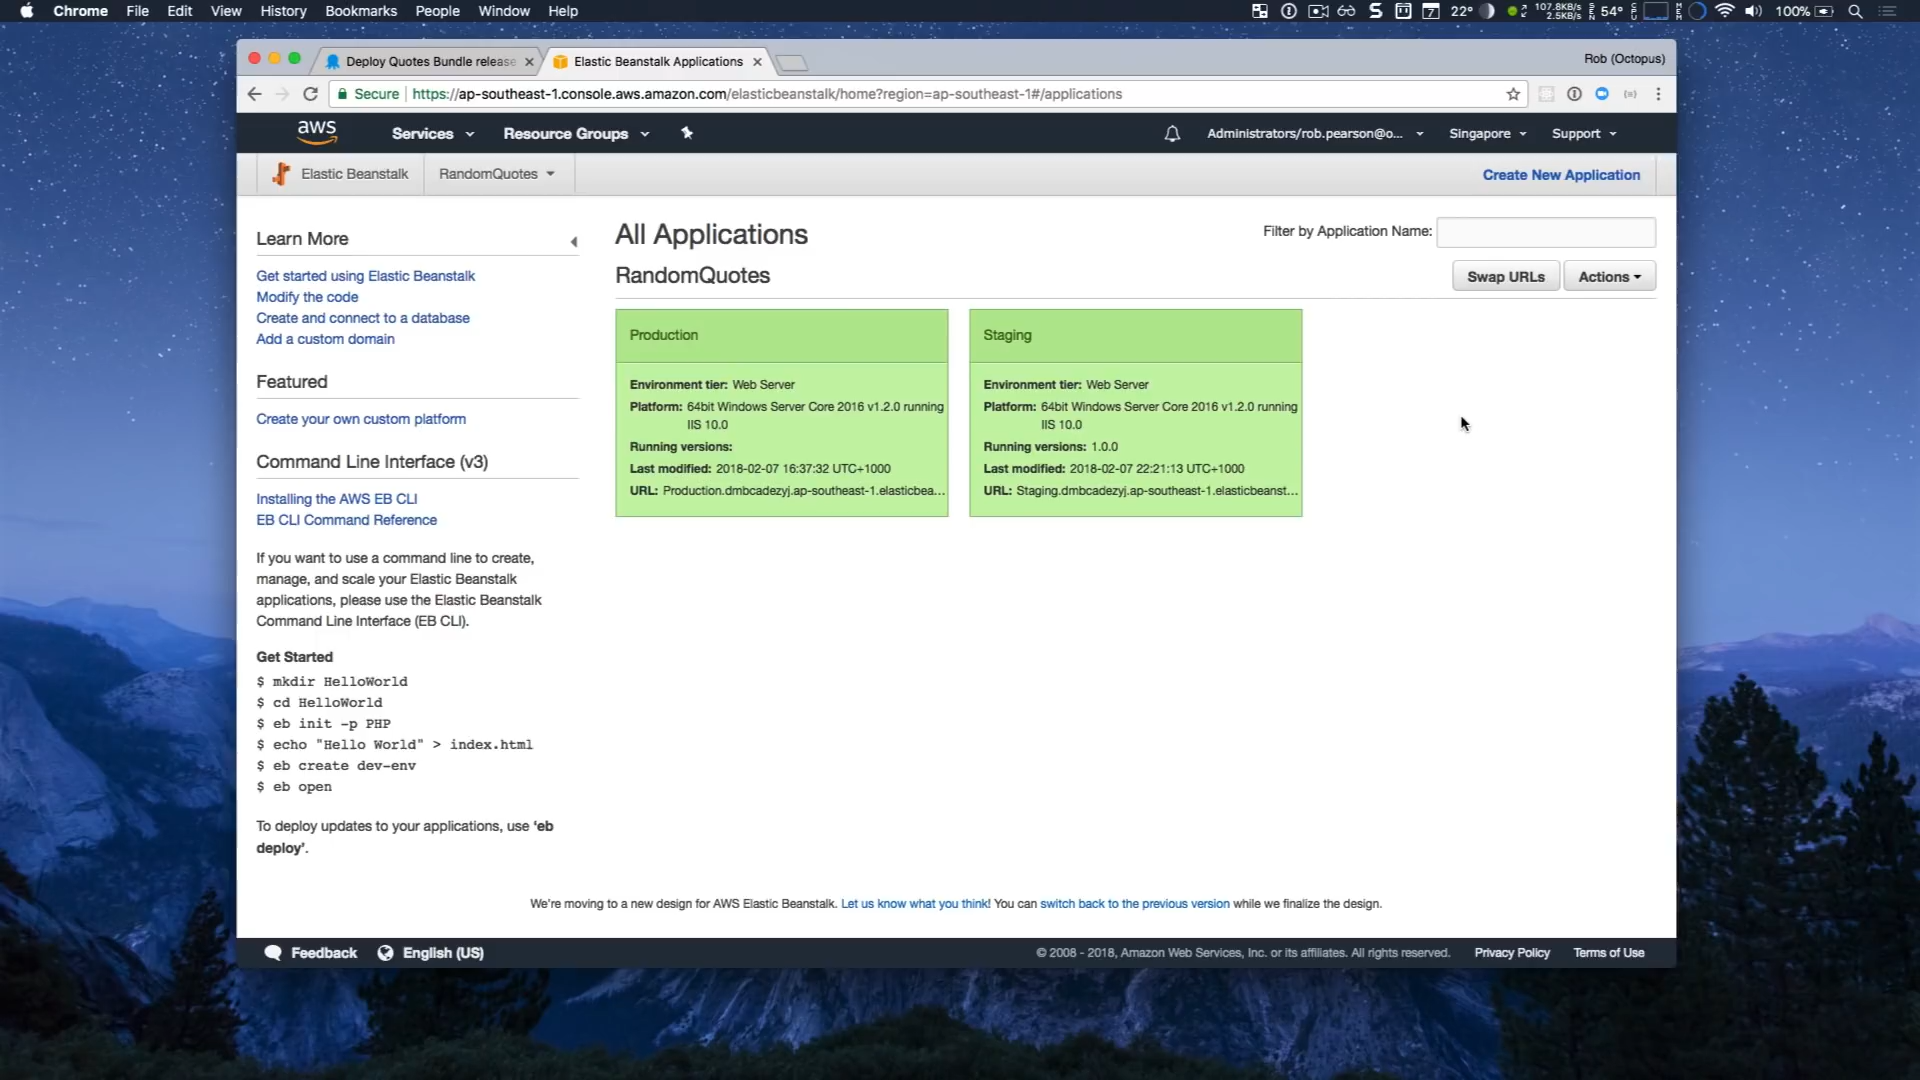 Chrome File Edit View History Bookmarks People Window Help
22° 107.8KB/s 2.5KB/s 54° 100%
Deploy Quotes Bundle release
Elastic Beanstalk Applications
Rob (Octopus)
Secure https://ap-southeast-1.console.aws.amazon.com/elasticbeanstalk/home?region=ap-southeast-1#/applications
aws Services Resource Groups Administrators/rob.pearson@o... Singapore Support
Elastic Beanstalk RandomQuotes Create New Application
Learn More
Get started using Elastic Beanstalk
Modify the code
Create and connect to a database
Add a custom domain
Featured
Create your own custom platform
Command Line Interface (v3)
Installing the AWS EB CLI
EB CLI Command Reference
If you want to use a command line to create,
manage, and scale your Elastic Beanstalk
applications, please use the Elastic Beanstalk
Command Line Interface (EB CLI).
Get Started
$ mkdir HelloWorld
$ cd HelloWorld
$ eb init -p PHP
$ echo "Hello World" > index.html
$ eb create dev-env
$ eb open
To deploy updates to your applications, use 'eb
deploy'.
All Applications
Filter by Application Name:
RandomQuotes
Swap URLs Actions
Production
Environment tier: Web Server
Platform: 64bit Windows Server Core 2016 v1.2.0 running
IIS 10.0
Running versions:
Last modified: 2018-02-07 16:37:32 UTC+1000
URL: Production.dmbcadezyj.ap-southeast-1.elasticbea...
Staging
Environment tier: Web Server
Platform: 64bit Windows Server Core 2016 v1.2.0 running
IIS 10.0
Running versions: 1.0.0
Last modified: 2018-02-07 22:21:13 UTC+1000
URL: Staging.dmbcadezyj.ap-southeast-1.elasticbeanst...
We're moving to a new design for AWS Elastic Beanstalk. Let us know what you think! You can switch back to the previous version while we finalize the design.
Feedback English (US)
© 2008 - 2018, Amazon Web Services, Inc. or its affiliates. All rights reserved. Privacy Policy Terms of Use